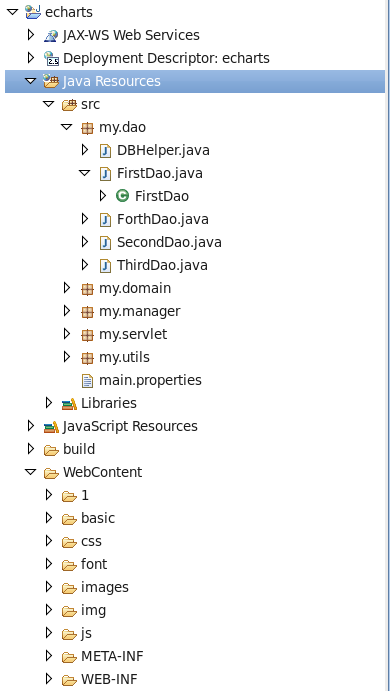 echarts
JAX-WS Web Services
Deployment Descriptor: echarts
Java Resources
src
my.dao
DBHelper.java
FirstDao.java
FirstDao
ForthDao.java
SecondDao.java
ThirdDao.java
my.domain
my.manager
my.servlet
my.utils
main.properties
Libraries
JavaScript Resources
build
WebContent
1
basic
css
font
images
img
js
META-INF
WEB-INF